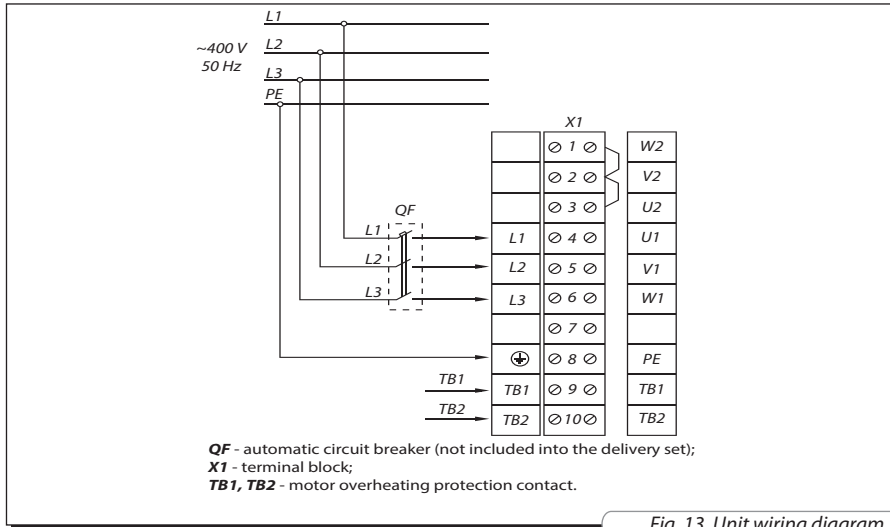 L1
~400 V L2
50 Hz
L3
PE
X1
1 W2
2 V2
QF 3 U2
L1 L1 4 U1
L2 L2 5 V1
L3 L3 6 W1
7
8 PE
TB1 TB1 9 TB1
TB2 TB2 10 TB2
QF - automatic circuit breaker (not included into the delivery set);
X1 - terminal block;
TB1, TB2 - motor overheating protection contact.
Fig. 13. Unit wiring diagram